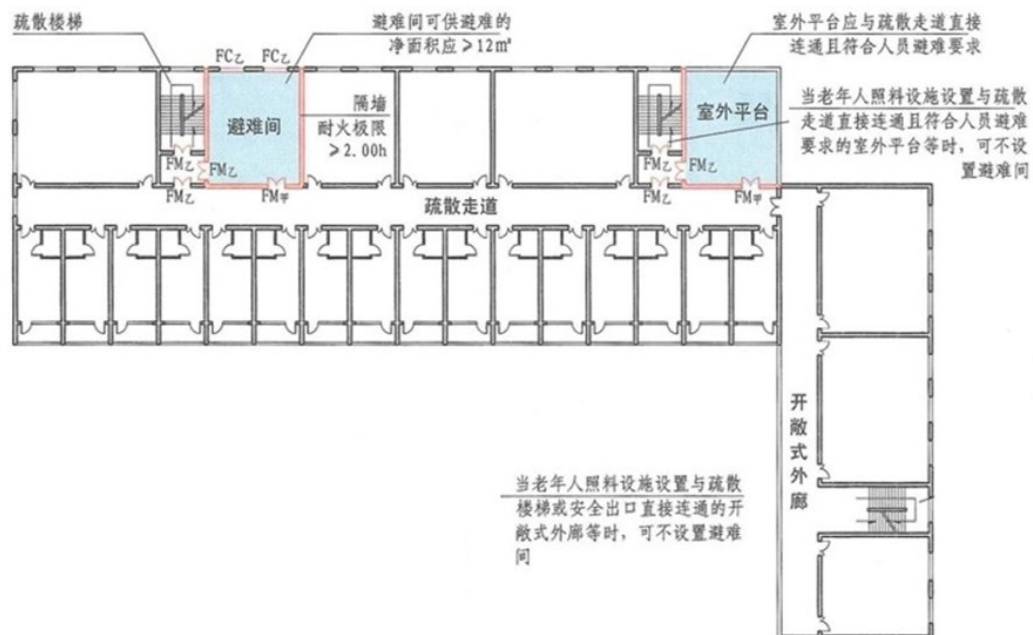 疏散楼梯
避难间可供避难的
净面积应≥12m²
室外平台应与疏散走道直接
连通且符合人员避难要求
FC乙 FC乙
隔墙
耐火极限
≥2.00h
避难间
室外平台
当老年人照料设施设置与疏散
走道直接连通且符合人员避难
要求的室外平台等时，可不设
置避难间
FM乙
FM乙
FM乙
FM甲
FM乙
FM乙
FM乙
FM甲
疏散走道
开敞式外廊
当老年人照料设施设置与疏散
楼梯或安全出口直接连通的开
敞式外廊等时，可不设置避难
间